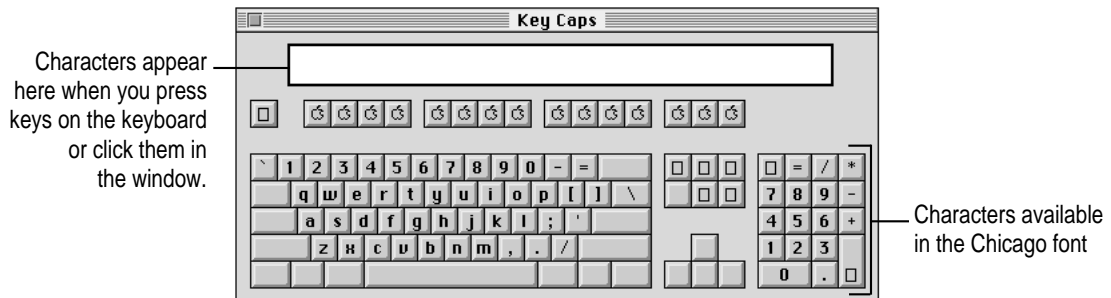 Key Caps
Characters appear
here when you press
keys on the keyboard
or click them in
the window.
` 1 2 3 4 5 6 7 8 9 0 - = = / *
q w e r t y u i o p [ ] \ 7 8 9 -
a s d f g h j k l ; ' 4 5 6 +
z x c v b n m , . / 1 2 3
0 .
Characters available
in the Chicago font